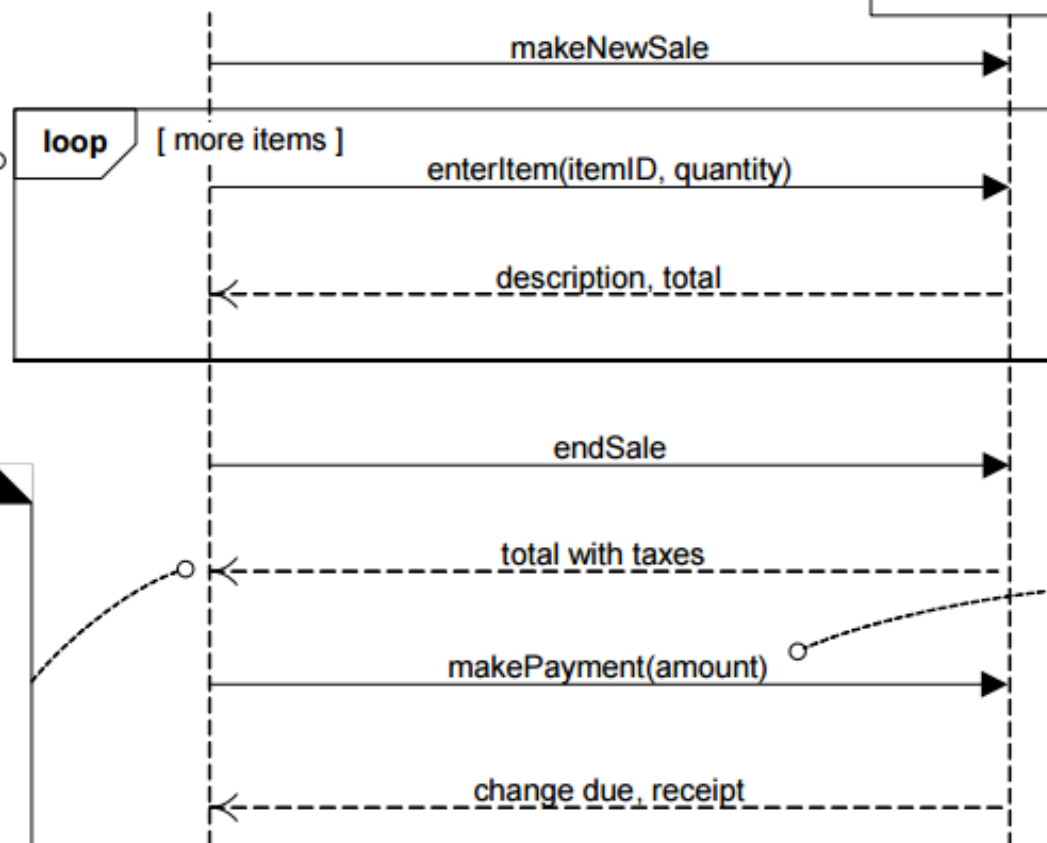 makeNewSale
loop [ more items ]
enterItem(itemID, quantity)
description, total
endSale
total with taxes
makePayment(amount)
change due, receipt